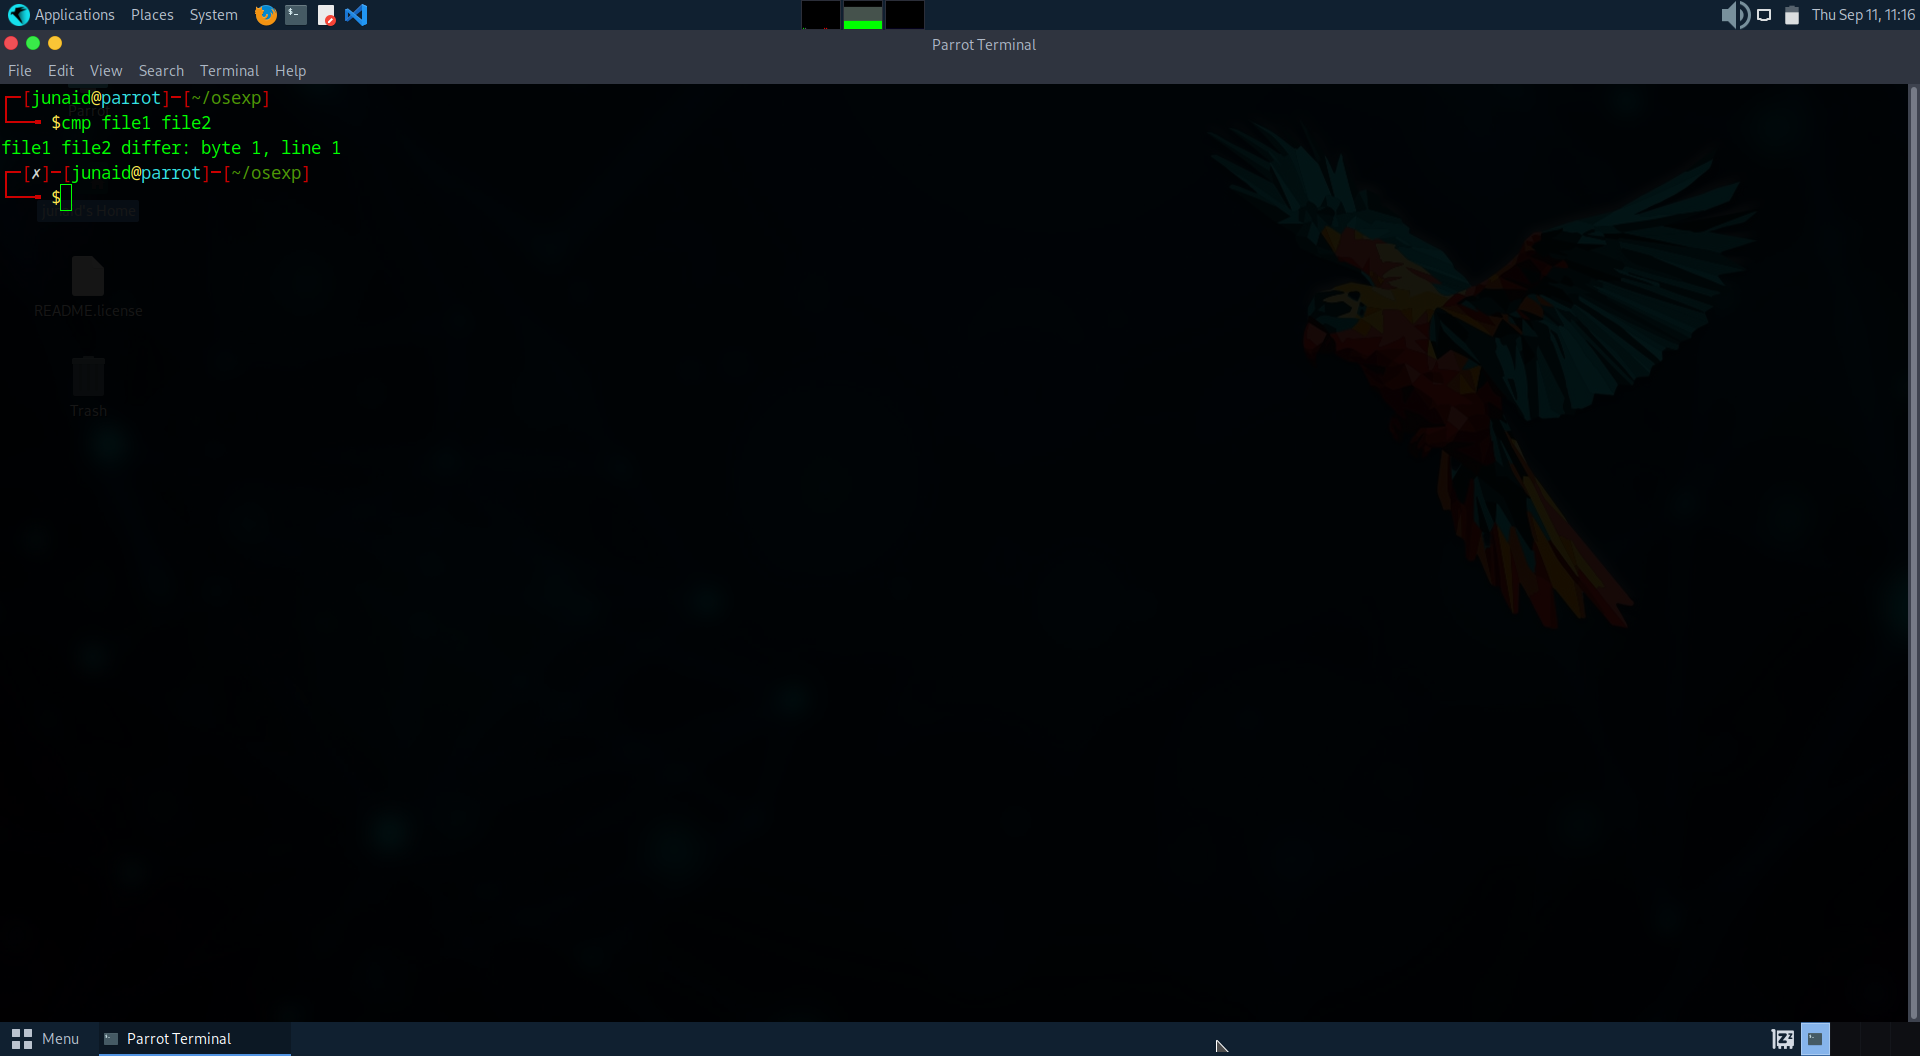 Applications Places System Thu Sep 11, 11:16
Parrot Terminal
File Edit View Search Terminal Help
┌─[junaid@parrot]─[~/osexp]
└──╼ $cmp file1 file2
file1 file2 differ: byte 1, line 1
┌─[✗]─[junaid@parrot]─[~/osexp]
└──╼ $
junaid's Home
README.license
Trash
Menu Parrot Terminal